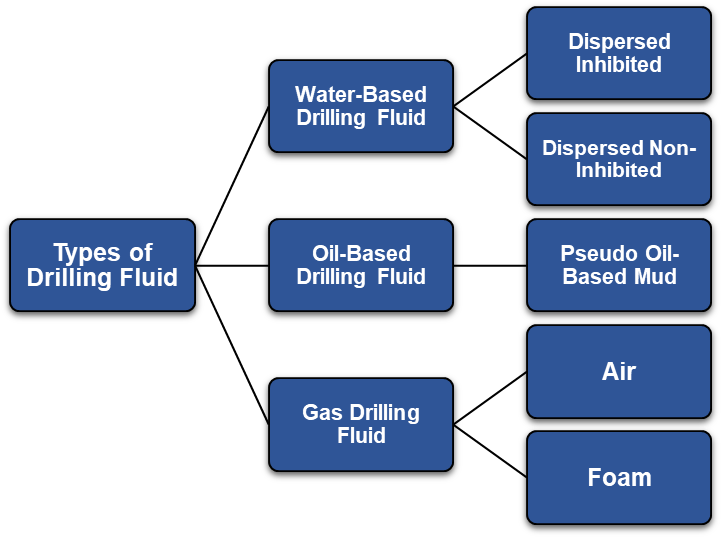 Types of
Drilling Fluid
Water-Based
Drilling Fluid
Dispersed
Inhibited
Dispersed Non-
Inhibited
Oil-Based
Drilling Fluid
Pseudo Oil-
Based Mud
Gas Drilling
Fluid
Air
Foam